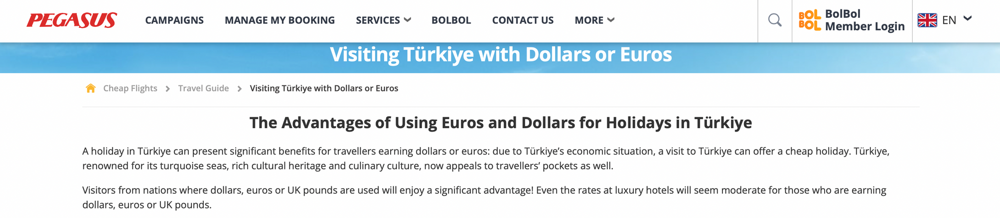 PEGASUS
CAMPAIGNS MANAGE MY BOOKING SERVICES BOLBOL CONTACT US MORE
BOL
BOL
BolBol
Member Login
EN
Visiting Türkiye with Dollars or Euros
Cheap Flights Travel Guide Visiting Türkiye with Dollars or Euros
The Advantages of Using Euros and Dollars for Holidays in Türkiye
A holiday in Türkiye can present significant benefits for travellers earning dollars or euros: due to Türkiye’s economic situation, a visit to Türkiye can offer a cheap holiday. Türkiye,
renowned for its turquoise seas, rich cultural heritage and culinary culture, now appeals to travellers’ pockets as well.
Visitors from nations where dollars, euros or UK pounds are used will enjoy a significant advantage! Even the rates at luxury hotels will seem moderate for those who are earning
dollars, euros or UK pounds.